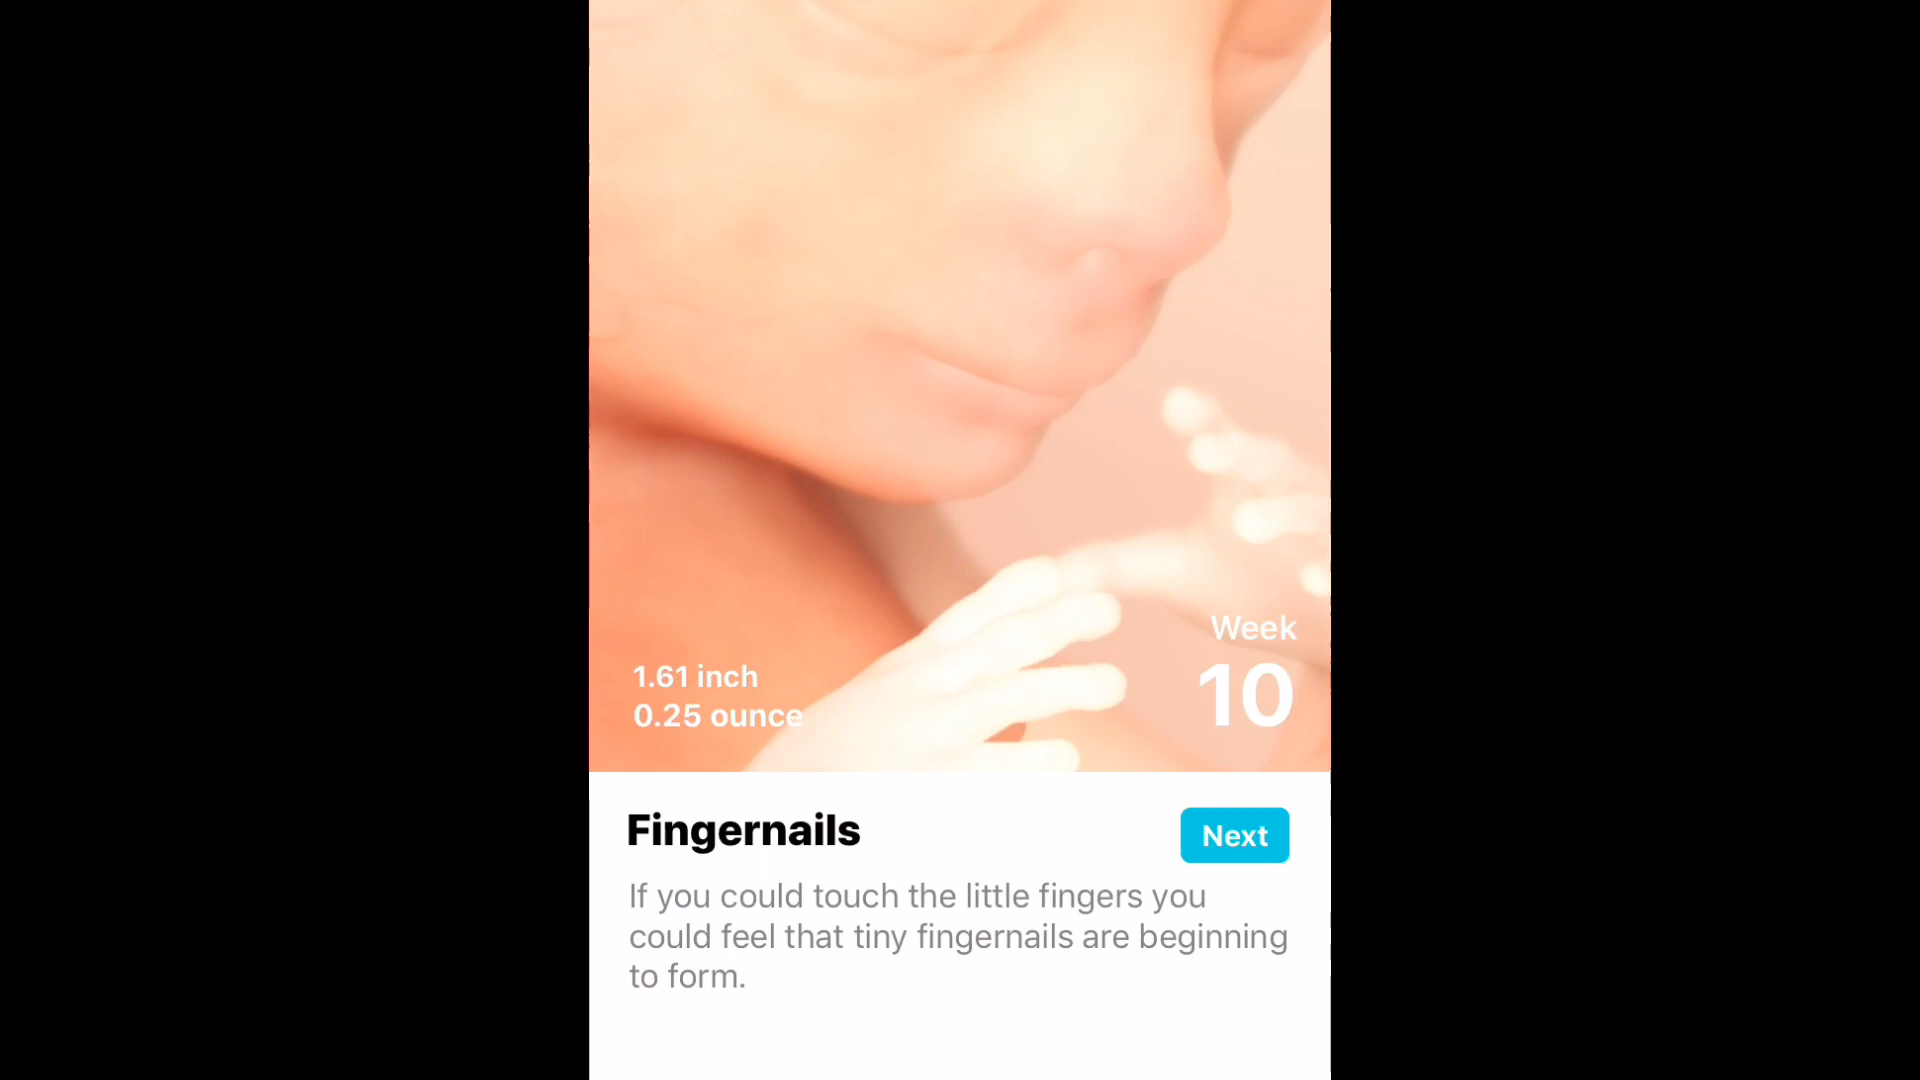 1.61 inch
0.25 ounce
Week
10
Fingernails
Next
If you could touch the little fingers you
could feel that tiny fingernails are beginning
to form.